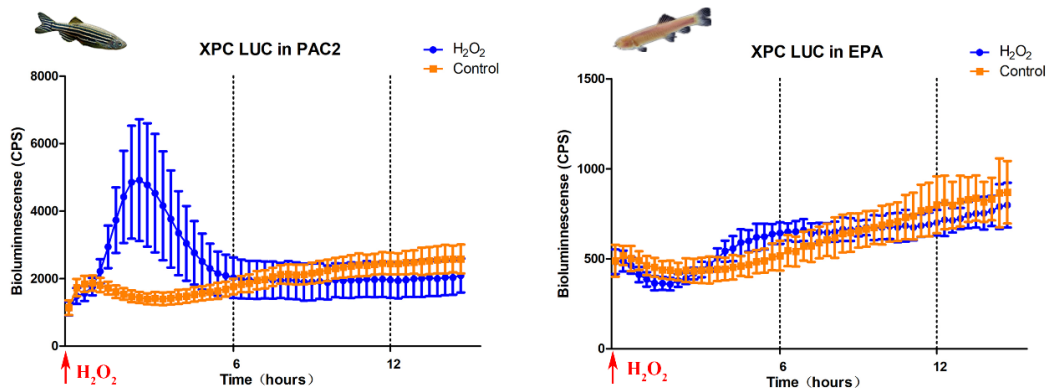 XPC LUC in PAC2
H₂O₂
Control
8000
6000
4000
2000
0
Bioluminnescense (CPS)
6
12
Time (hours)
H₂O₂
XPC LUC in EPA
H₂O₂
Control
1500
1000
500
0
Bioluminnescense (CPS)
6
12
Time (hours)
H₂O₂